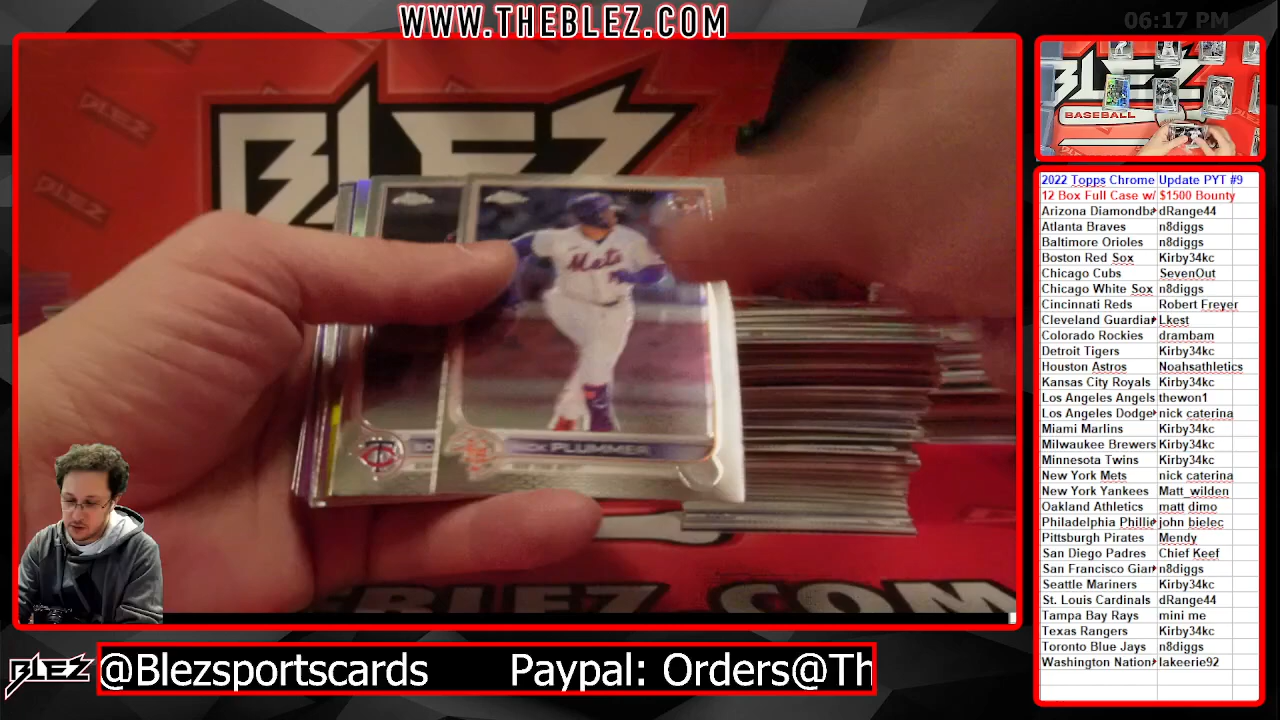 WWW.THEBLEZ.COM
06:17 PM
BLEZ
BLEZ
BLEZ
Mets
PLUMMER
BLEZ.COM
BLEZ
BASEBALL
2022 Topps Chrome Update PYT #9
12 Box Full Case w/ $1500 Bounty
Arizona Diamondba dRange44
Atlanta Braves n8diggs
Baltimore Orioles n8diggs
Boston Red Sox Kirby34kc
Chicago Cubs SevenOut
Chicago White Sox n8diggs
Cincinnati Reds Robert Freyer
Cleveland Guardia Lkest
Colorado Rockies drambam
Detroit Tigers Kirby34kc
Houston Astros Noahsathletics
Kansas City Royals Kirby34kc
Los Angeles Angels thewon1
Los Angeles Dodge nick caterina
Miami Marlins Kirby34kc
Milwaukee Brewers Kirby34kc
Minnesota Twins Kirby34kc
New York Mets nick caterina
New York Yankees Matt_wilden
Oakland Athletics matt dimo
Philadelphia Phillie john bielec
Pittsburgh Pirates Mendy
San Diego Padres Chief Keef
San Francisco Gian n8diggs
Seattle Mariners Kirby34kc
St. Louis Cardinals dRange44
Tampa Bay Rays mini me
Texas Rangers Kirby34kc
Toronto Blue Jays n8diggs
Washington Nation lakeerie92
BLEZ @Blezsportscards Paypal: Orders@Th